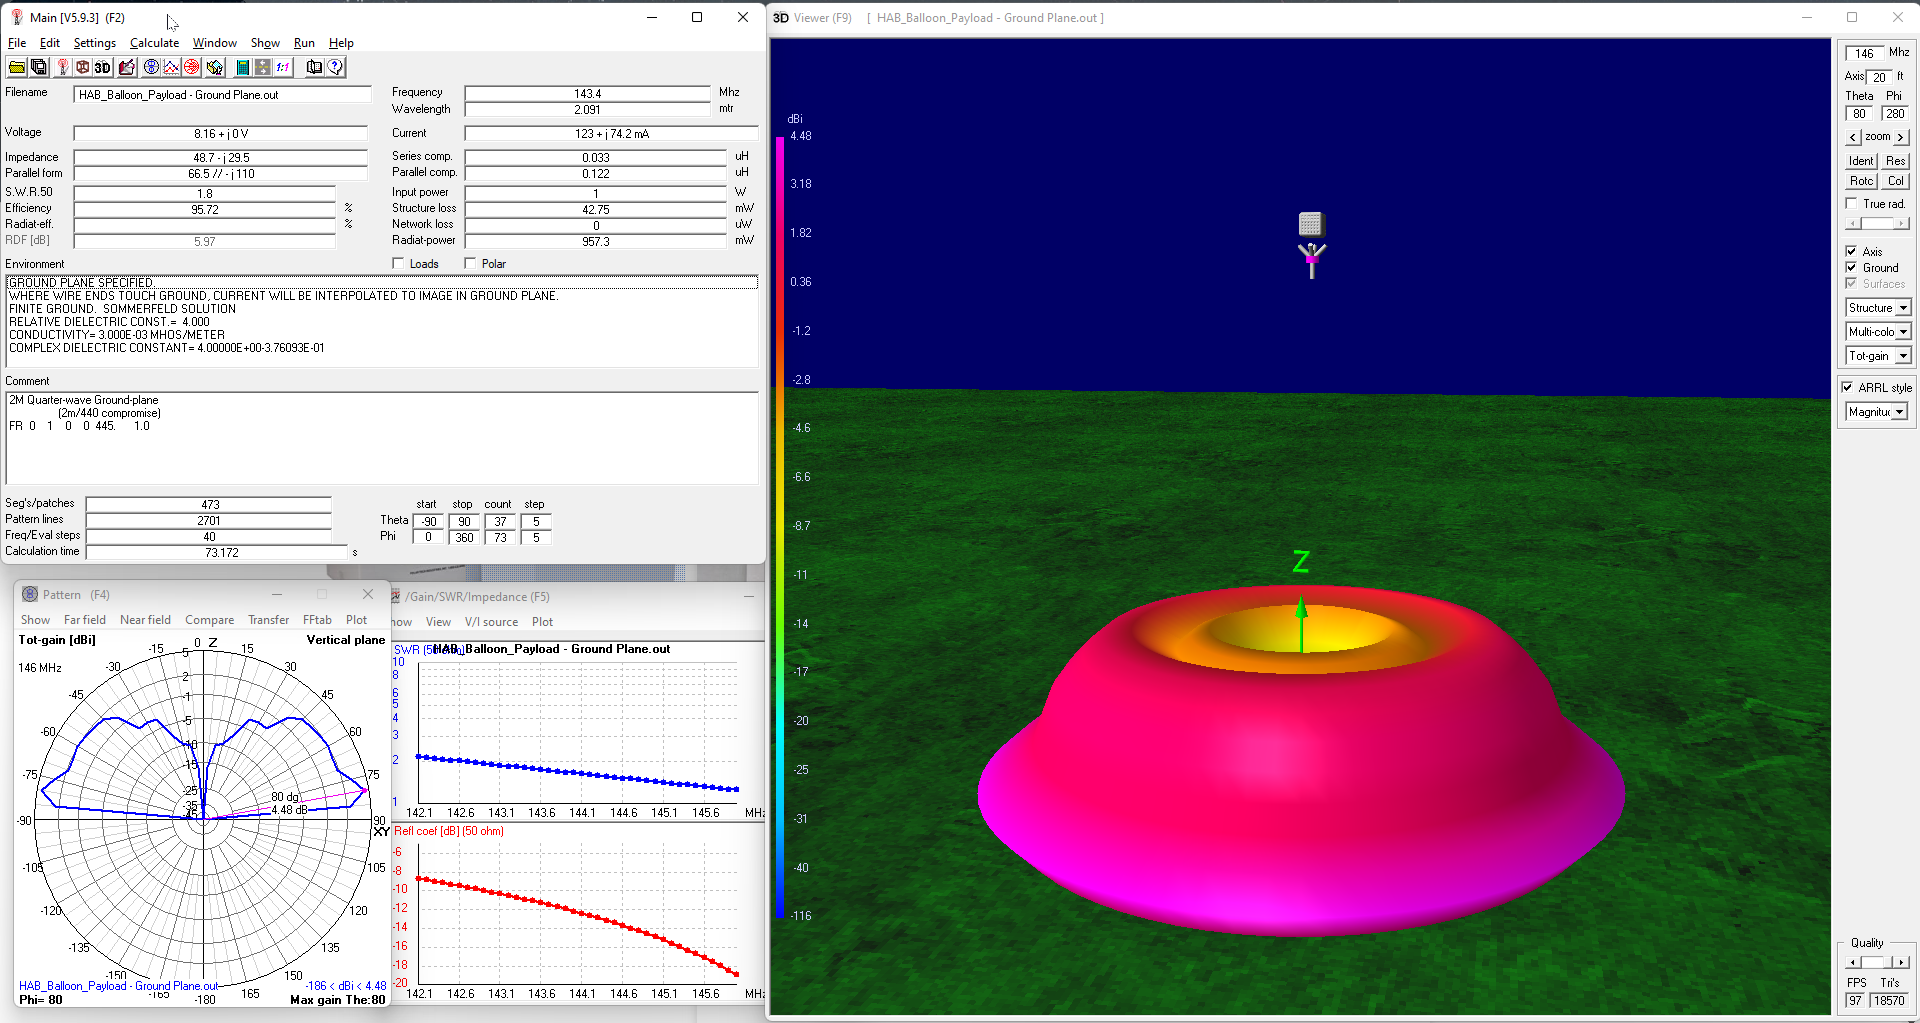 Main [V5.9.3] (F2)
File Edit Settings Calculate Window Show Run Help
3D 1:1
Filename HAB_Balloon_Payload - Ground Plane.out
Frequency 143.4 Mhz
Wavelength 2.091 mtr
Voltage 8.16 + j 0 V
Current 123 + j 74.2 mA
Impedance 48.7 - j 29.5
Series comp. 0.033 uH
Parallel form 66.5 // - j 110
Parallel comp. 0.122 uH
S.W.R.50 1.8
Input power 1 W
Efficiency 95.72 %
Structure loss 42.75 mW
Radiat-eff. %
Network loss 0 uW
RDF [dB] 5.97
Radiat-power 957.3 mW
Environment
Loads Polar
GROUND PLANE SPECIFIED.
WHERE WIRE ENDS TOUCH GROUND, CURRENT WILL BE INTERPOLATED TO IMAGE IN GROUND PLANE.
FINITE GROUND. SOMMERFELD SOLUTION
RELATIVE DIELECTRIC CONST.= 4.000
CONDUCTIVITY= 3.000E-03 MHOS/METER
COMPLEX DIELECTRIC CONSTANT= 4.00000E+00-3.76093E-01
Comment
2M Quarter-wave Ground-plane
(2m/440 compromise)
FR 0 1 0 0 445. 1.0
Seg's/patches 473
Pattern lines 2701
Freq/Eval steps 40
Calculation time 73.172 s
start stop count step
Theta -90 90 37 5
Phi 0 360 73 5
Pattern (F4)
Show Far field Near field Compare Transfer FFtab Plot
Tot-gain [dBi] Vertical plane
146 MHz
0 Z
-15 15
-30 30
-45 45
-60 60
-75 75
-90 90
XY
-105 105
-120 120
-135 135
-150 150
-165 165
-180
5
2
-1
-5
-10
-15
-25
-35
-45
80 dg
4.48 dB
HAB_Balloon_Payload - Ground Plane.out
-186 < dBi < 4.48
Phi= 80
Max gain The:80
/Gain/SWR/Impedance (F5)
how View V/I source Plot
SWR (50 ohm)
HAB_Balloon_Payload - Ground Plane.out
10
8
6
5
4
3
2
1
142.1 142.6 143.1 143.6 144.1 144.6 145.1 145.6 MHz
Refl coef [dB] (50 ohm)
-6
-8
-10
-12
-14
-16
-18
-20
142.1 142.6 143.1 143.6 144.1 144.6 145.1 145.6 MHz
3D Viewer (F9) [ HAB_Balloon_Payload - Ground Plane.out ]
dBi
4.48
3.18
1.82
0.36
-1.2
-2.8
-4.6
-6.6
-8.7
-11
-14
-17
-20
-25
-31
-40
-116
Z
146 Mhz
Axis 20 ft
Theta Phi
80 280
< zoom >
Ident Res
Rotc Col
True rad.
Axis
Ground
Surfaces
Structure
Multi-colo
Tot-gain
ARRL style
Magnituc
Quality
FPS Tri's
97 18570